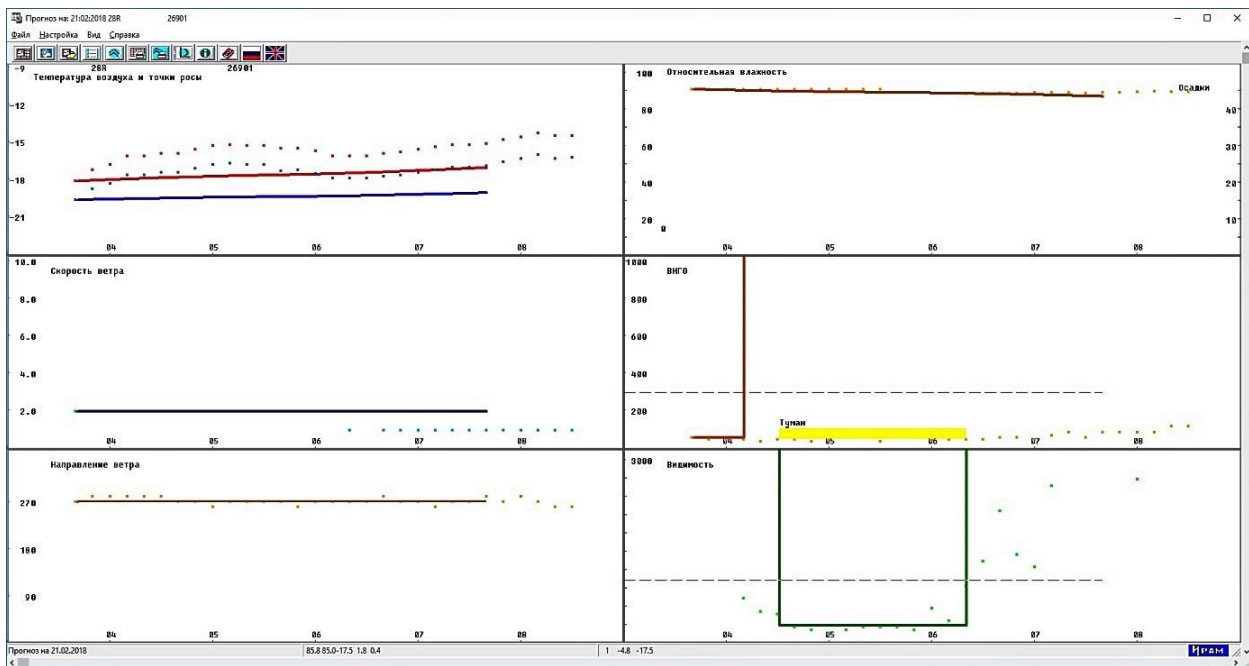 Прогноз на: 21:02:2018 28R 26901
Файл Настройка Вид Справка
28R 26901
Температура воздуха и точки росы
-9
-12
-15
-18
-21
04 05 06 07 08
Относительная влажность
Осадки
100
80
60
40
20
0
40
30
20
10
04 05 06 07 08
Скорость ветра
10.0
8.0
6.0
4.0
2.0
04 05 06 07 08
ВНГО
1000
800
600
400
200
Туман
04 05 06 07 08
Направление ветра
270
180
90
04 05 06 07 08
Видимость
3000
04 05 06 07 08
Прогноз на 21.02.2018 85.8 85.0-17.5 1.8 0.4 1 -4.8 -17.5
ИРАМ